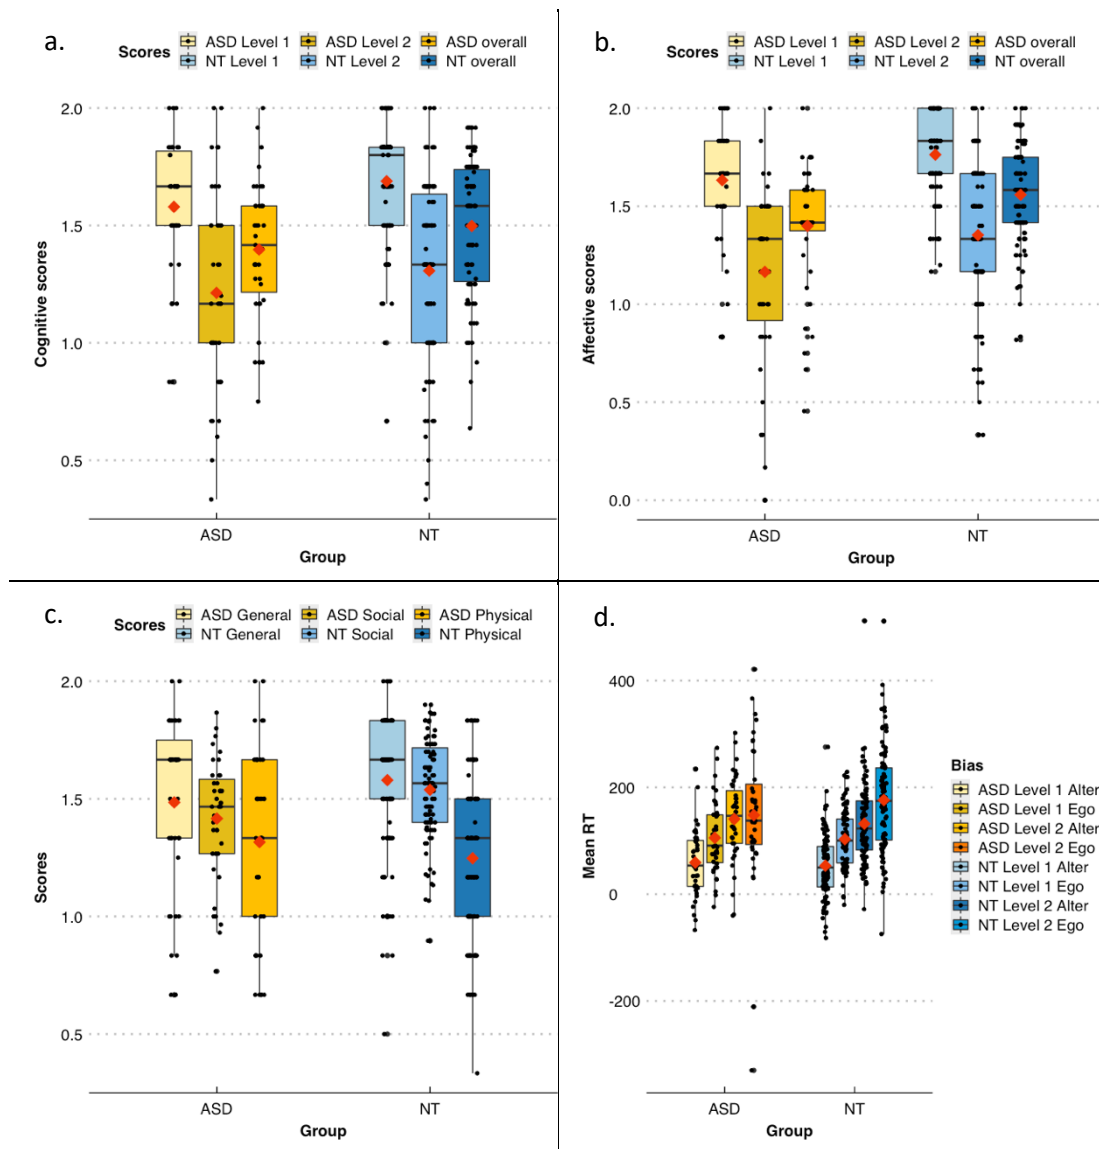 a.
Scores
ASD Level 1
ASD Level 2
ASD overall
NT Level 1
NT Level 2
NT overall
2.0
1.5
1.0
0.5
Cognitive scores
ASD
NT
Group
b.
Scores
ASD Level 1
ASD Level 2
ASD overall
NT Level 1
NT Level 2
NT overall
2.0
1.5
1.0
0.5
0.0
Affective scores
ASD
NT
Group
c.
Scores
ASD General
ASD Social
ASD Physical
NT General
NT Social
NT Physical
2.0
1.5
1.0
0.5
Scores
ASD
NT
Group
d.
400
200
0
-200
Mean RT
ASD
NT
Group
Bias
ASD Level 1 Alter
ASD Level 1 Ego
ASD Level 2 Alter
ASD Level 2 Ego
NT Level 1 Alter
NT Level 1 Ego
NT Level 2 Alter
NT Level 2 Ego